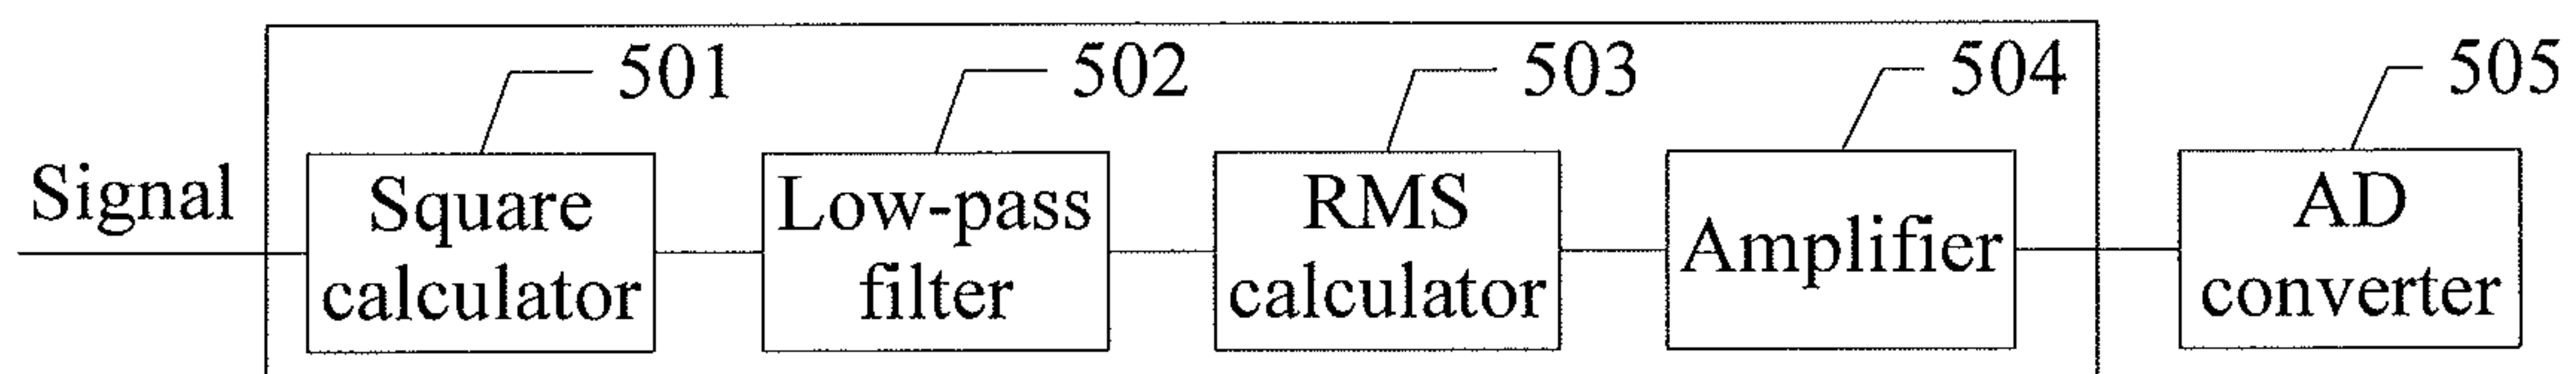 501
502
503
504
505
Signal
Square
calculator
Low-pass
filter
RMS
calculator
Amplifier
AD
converter